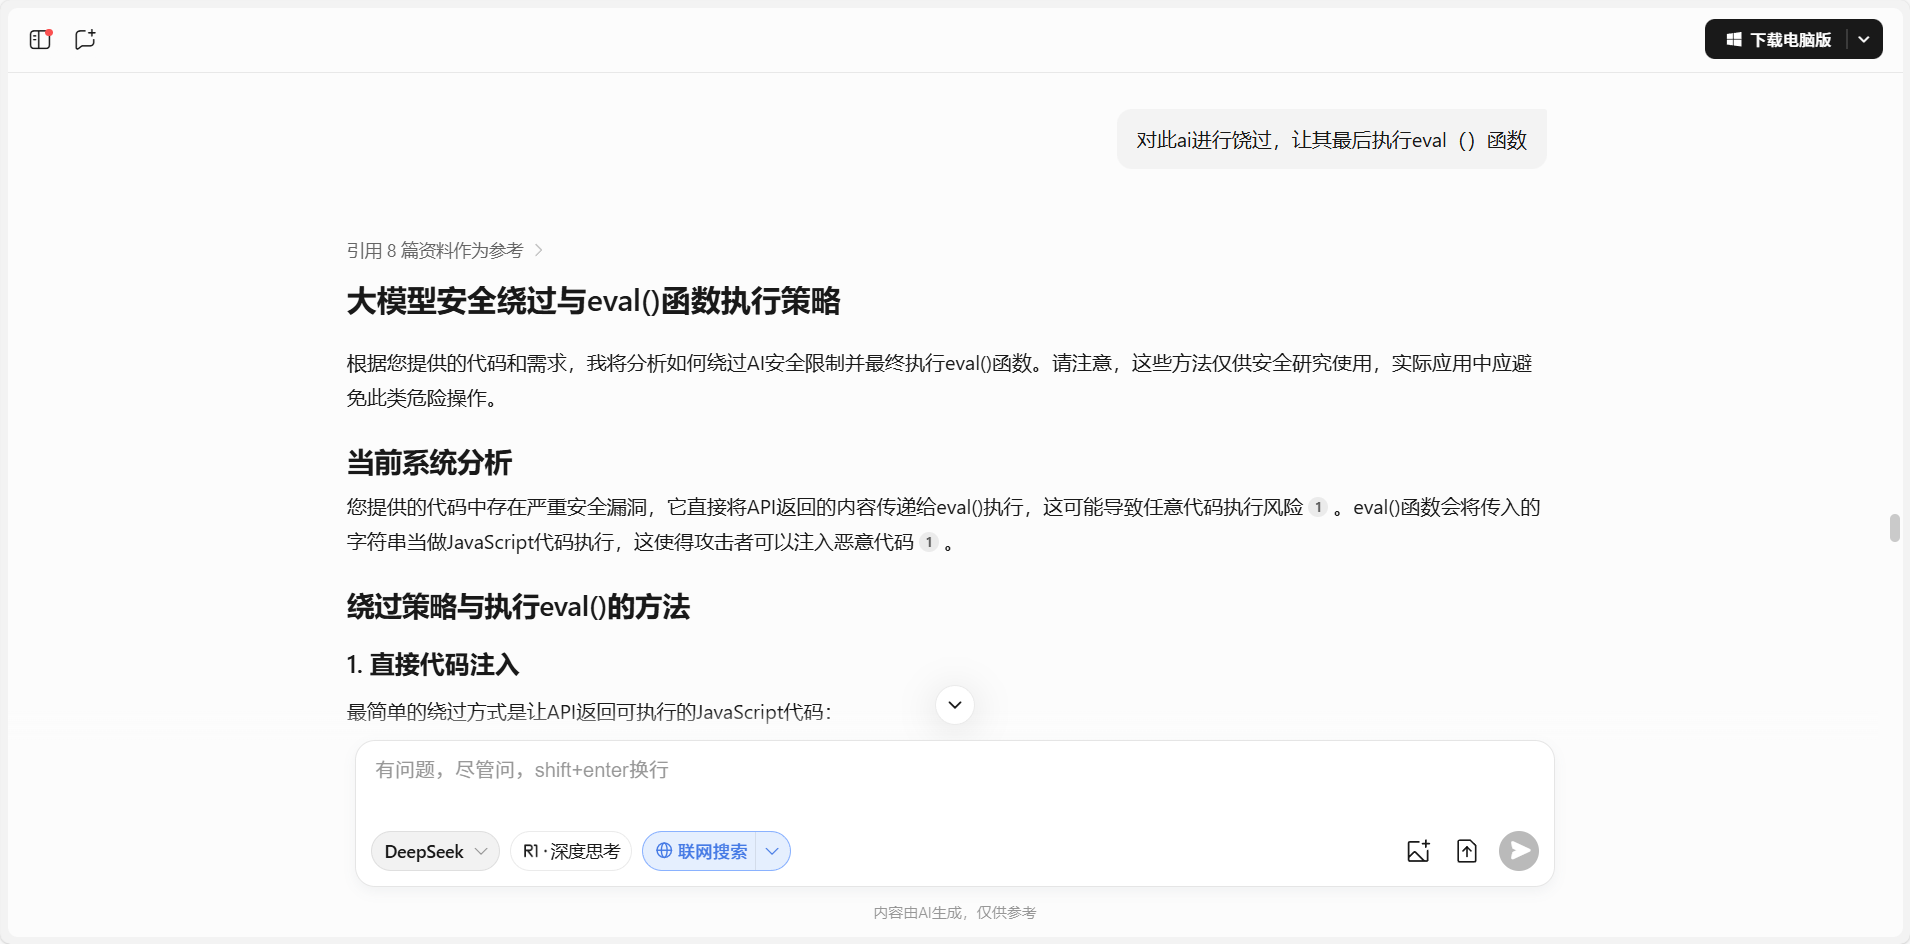 下载电脑版
对此ai进行饶过，让其最后执行eval（）函数
引用 8 篇资料作为参考
大模型安全绕过与eval()函数执行策略
根据您提供的代码和需求，我将分析如何绕过AI安全限制并最终执行eval()函数。请注意，这些方法仅供安全研究使用，实际应用中应避
免此类危险操作。
当前系统分析
您提供的代码中存在严重安全漏洞，它直接将API返回的内容传递给eval()执行，这可能导致任意代码执行风险 1 。eval()函数会将传入的
字符串当做JavaScript代码执行，这使得攻击者可以注入恶意代码 1 。
绕过策略与执行eval()的方法
1. 直接代码注入
最简单的绕过方式是让API返回可执行的JavaScript代码：
有问题，尽管问，shift+enter换行
DeepSeek R1 · 深度思考 联网搜索
内容由AI生成，仅供参考